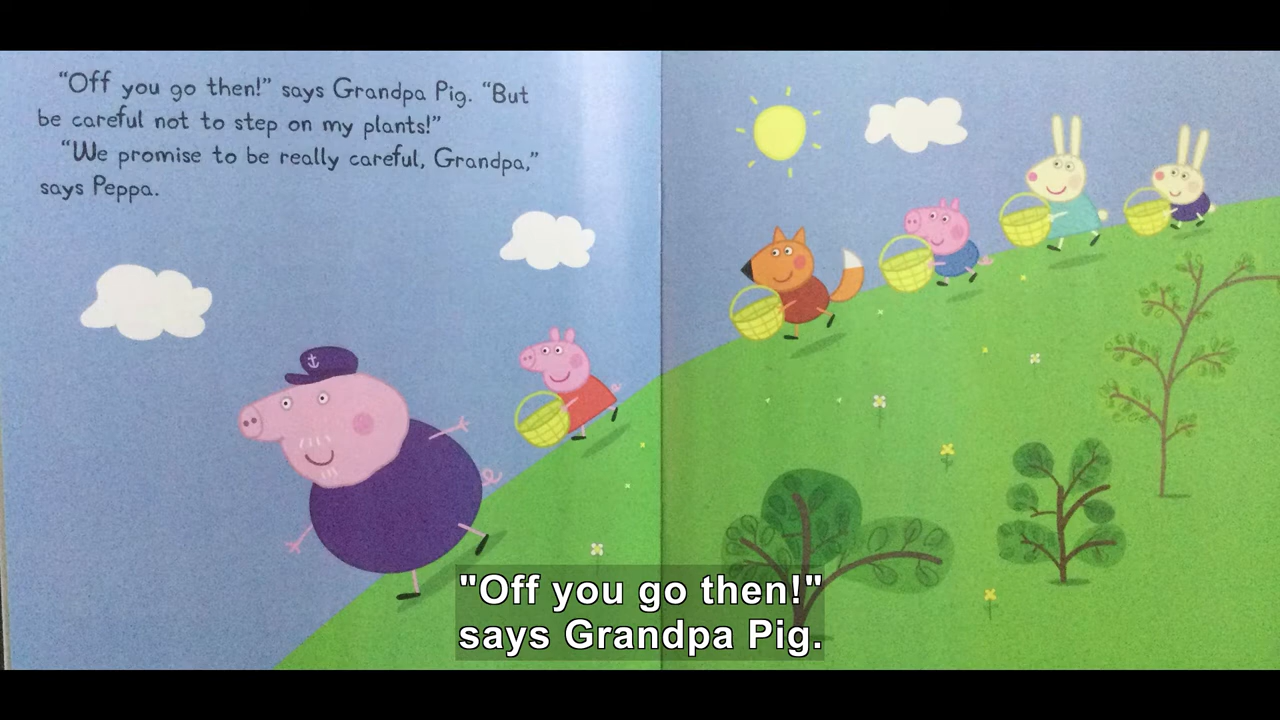 “Off you go then!” says Grandpa Pig. “But
be careful not to step on my plants!”
“We promise to be really careful, Grandpa,”
says Peppa.
"Off you go then!"
says Grandpa Pig.